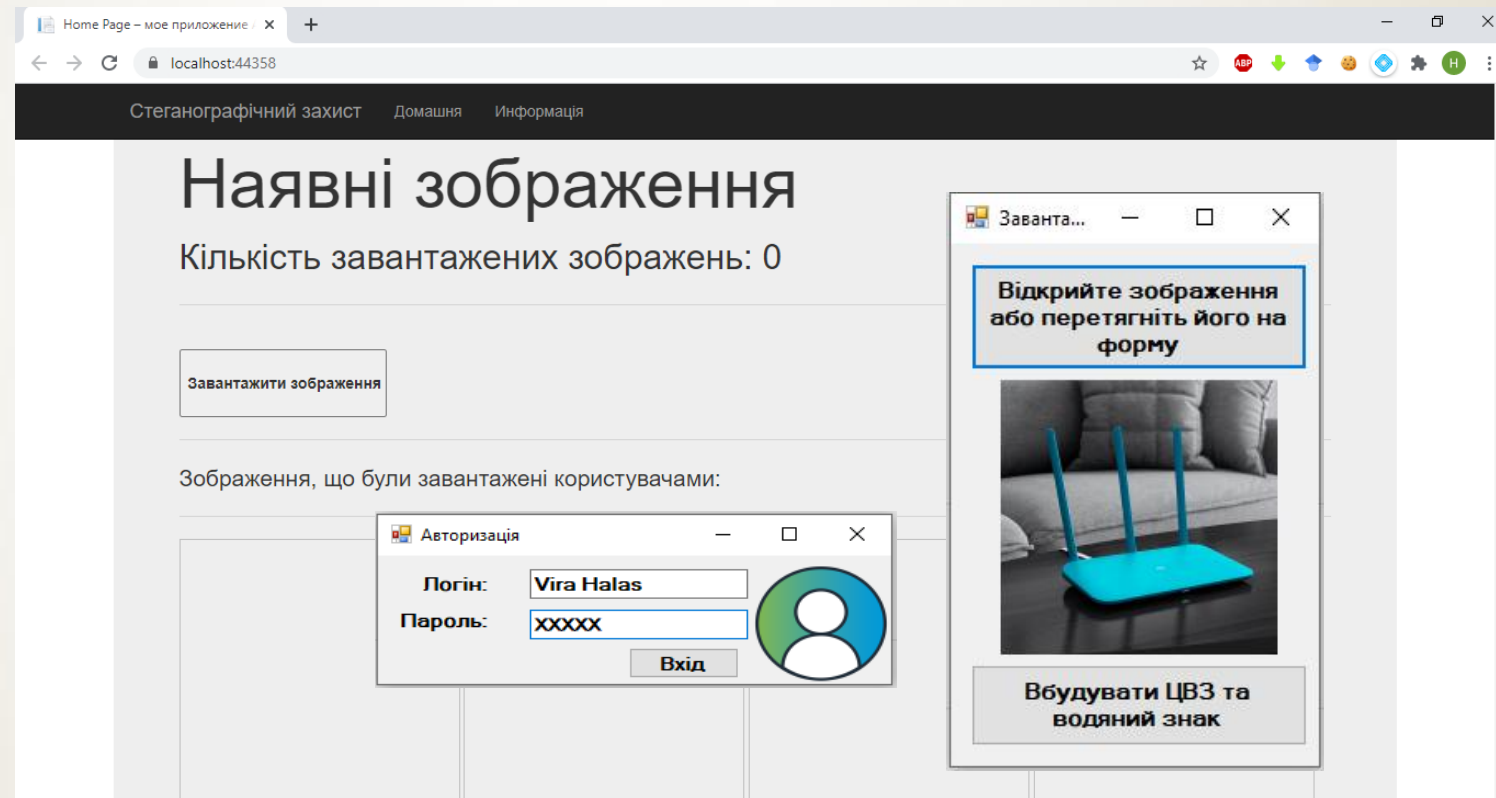 Home Page – мое приложение
localhost:44358
ABP
H
Стеганографічний захист Домашня Информація
Наявні зображення
Кількість завантажених зображень: 0
Завантажити зображення
Зображення, що були завантажені користувачами:
Авторизація
Логін: Vira Halas
Пароль: XXXXX
Вхід
Заванта...
Відкрийте зображення
або перетягніть його на
форму
Вбудувати ЦВЗ та
водяний знак